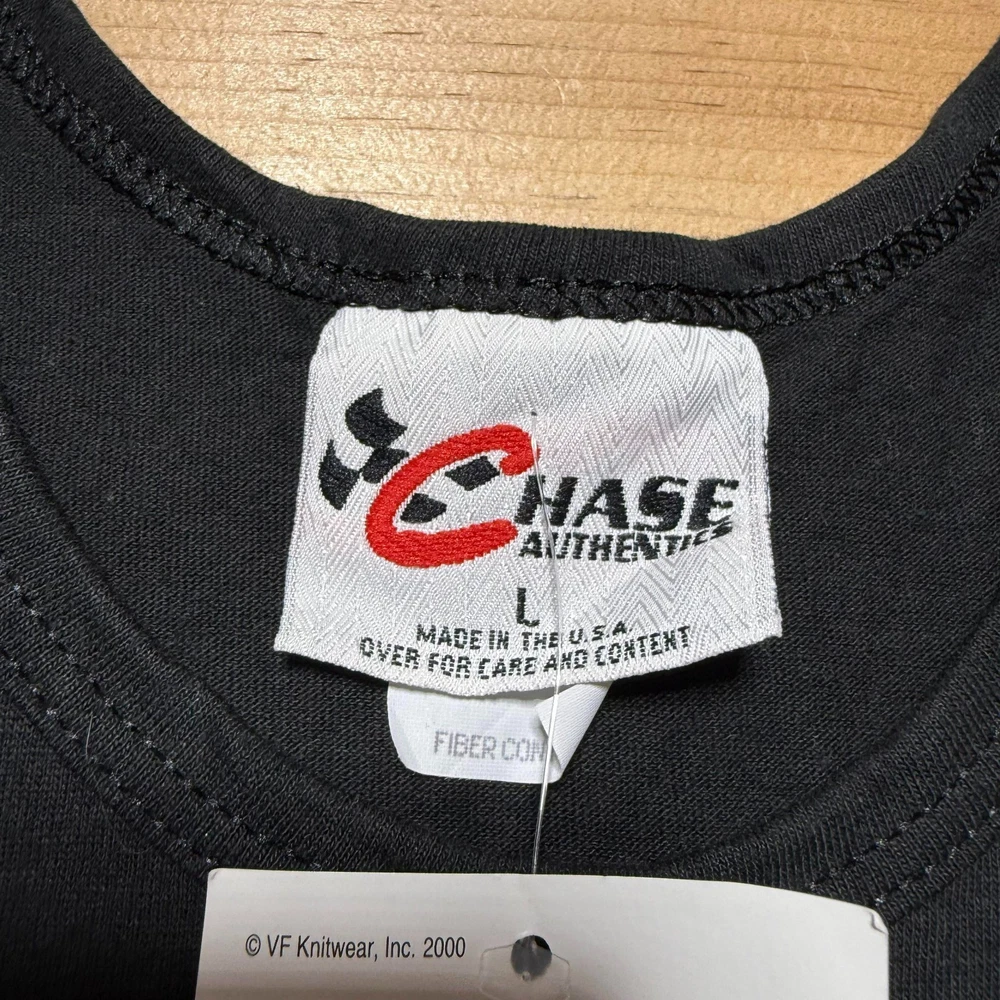 CHASE
AUTHENTICS
L
MADE IN THE U.S.A.
OVER FOR CARE AND CONTENT
FIBER CON
© VF Knitwear, Inc. 2000